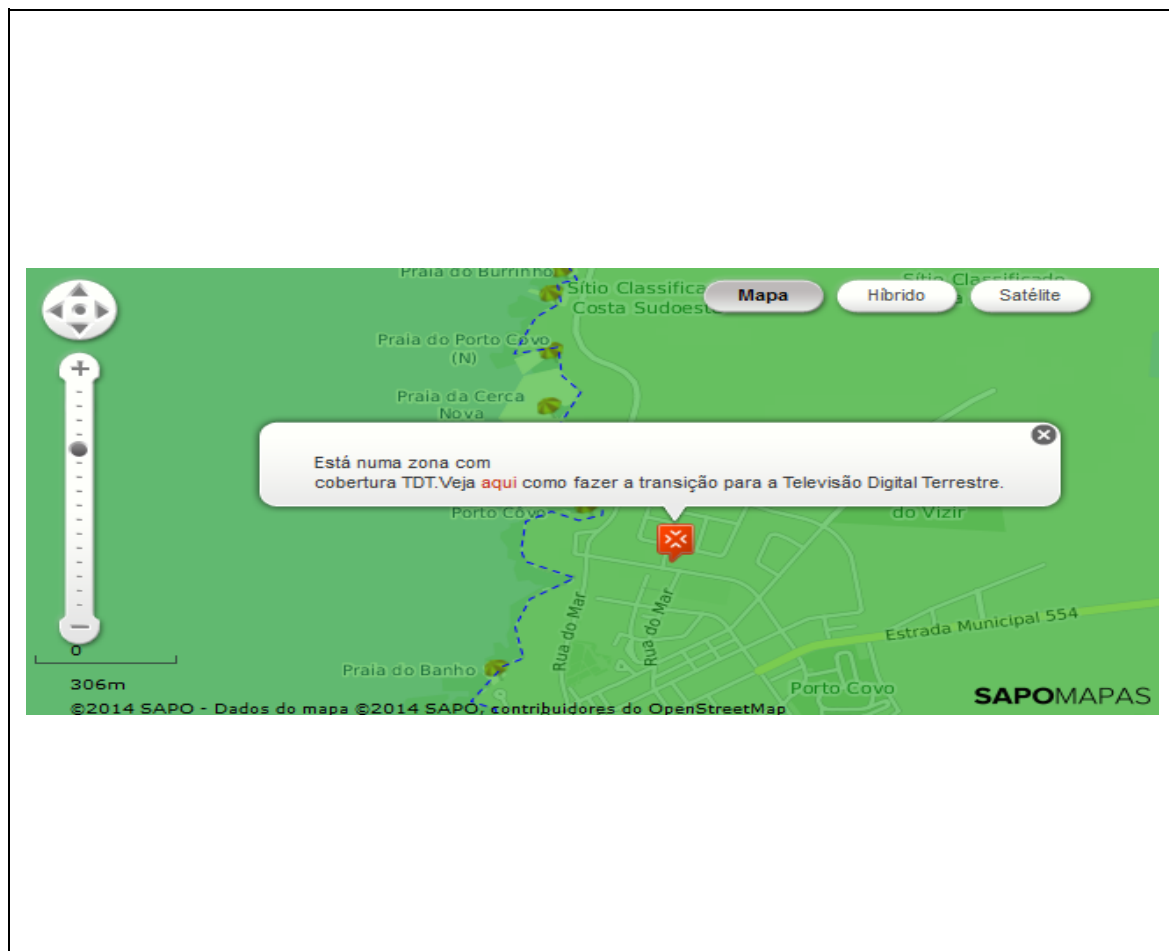 Praia do Burrinho
Sítio Classifica
Costa Sudoest
Mapa
Híbrido
Satélite
Sítio Classificado
Praia do Porto Covo
(N)
Praia da Cerca
Nova
Está numa zona com
cobertura TDT.Veja aqui como fazer a transição para a Televisão Digital Terrestre.
Porto Côvo
do Vizir
Rua do Mar
Rua do Mar
Estrada Municipal 554
Praia do Banho
Porto Covo
0
306m
SAPOMAPAS
©2014 SAPO - Dados do mapa ©2014 SAPO, contribuidores do OpenStreetMap